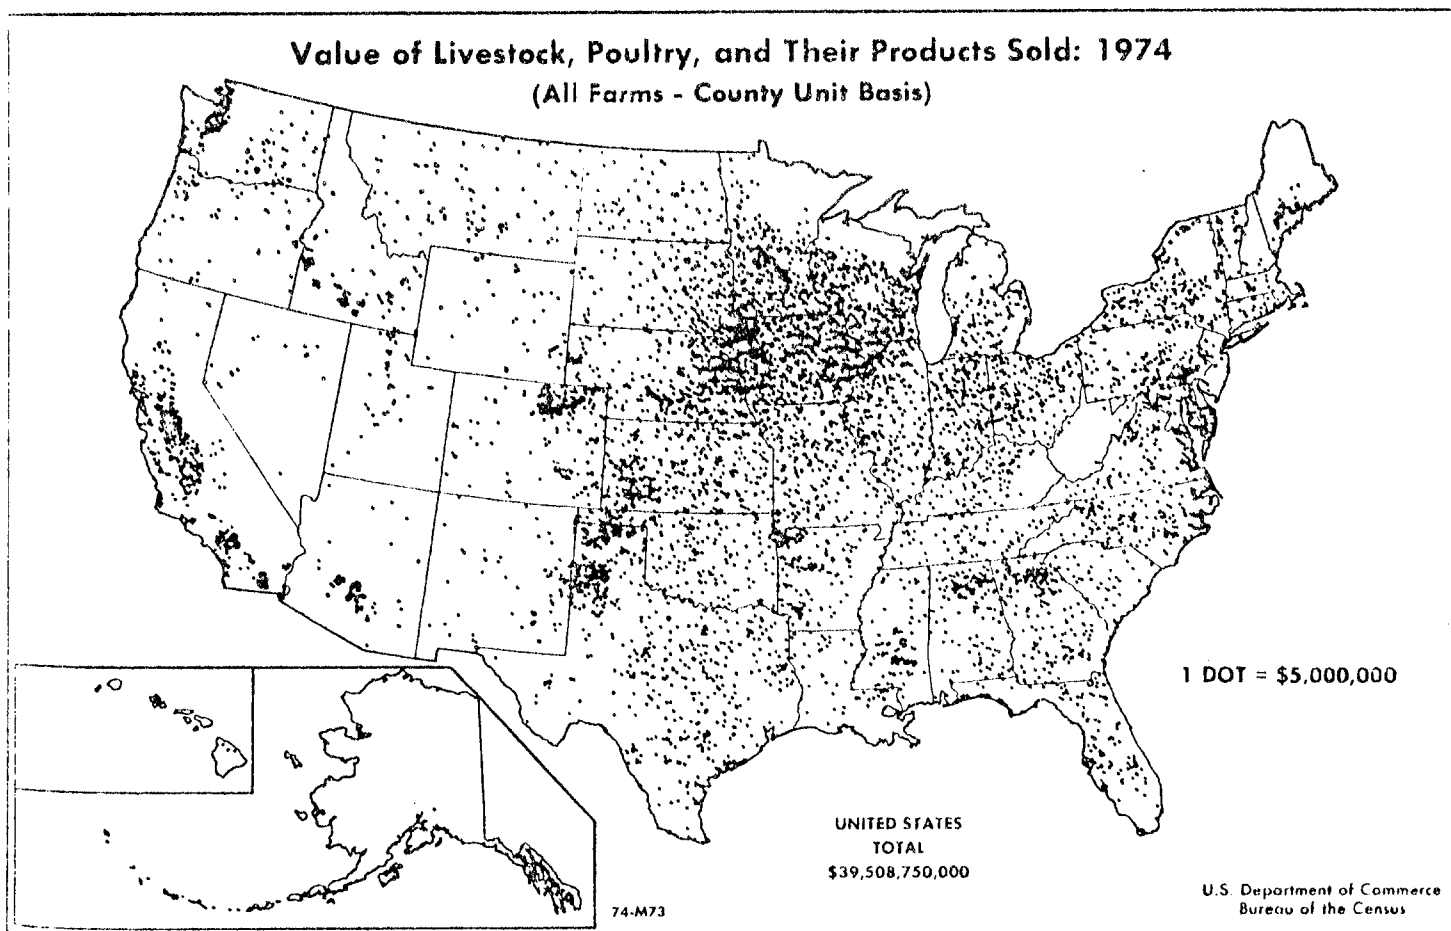 Value of Livestock, Poultry, and Their Products Sold: 1974
(All Farms - County Unit Basis)
1 DOT = $5,000,000
UNITED STATES
TOTAL
$39,508,750,000
74-M73
U.S. Department of Commerce
Bureau of the Census